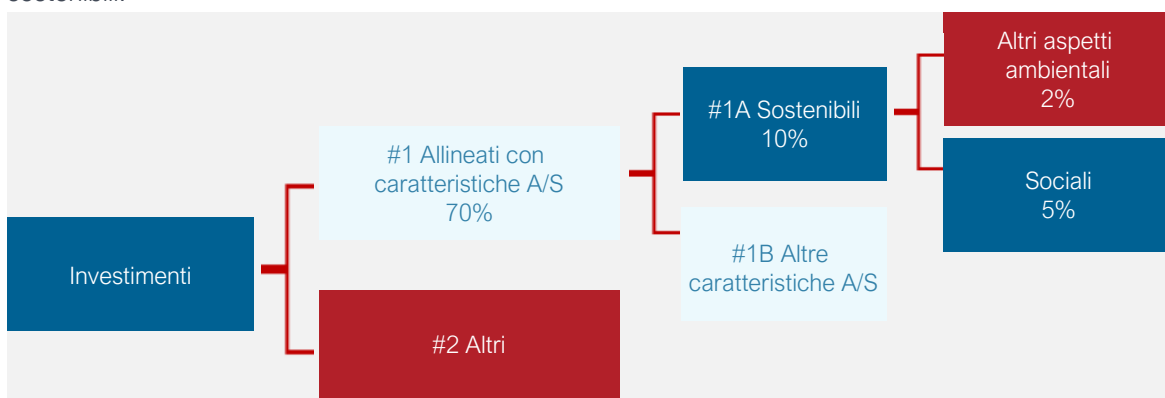 Altri aspetti
ambientali
2%
#1A Sostenibili
10%
#1 Allineati con
caratteristiche A/S
70%
Sociali
5%
#1B Altre
caratteristiche A/S
Investimenti
#2 Altri